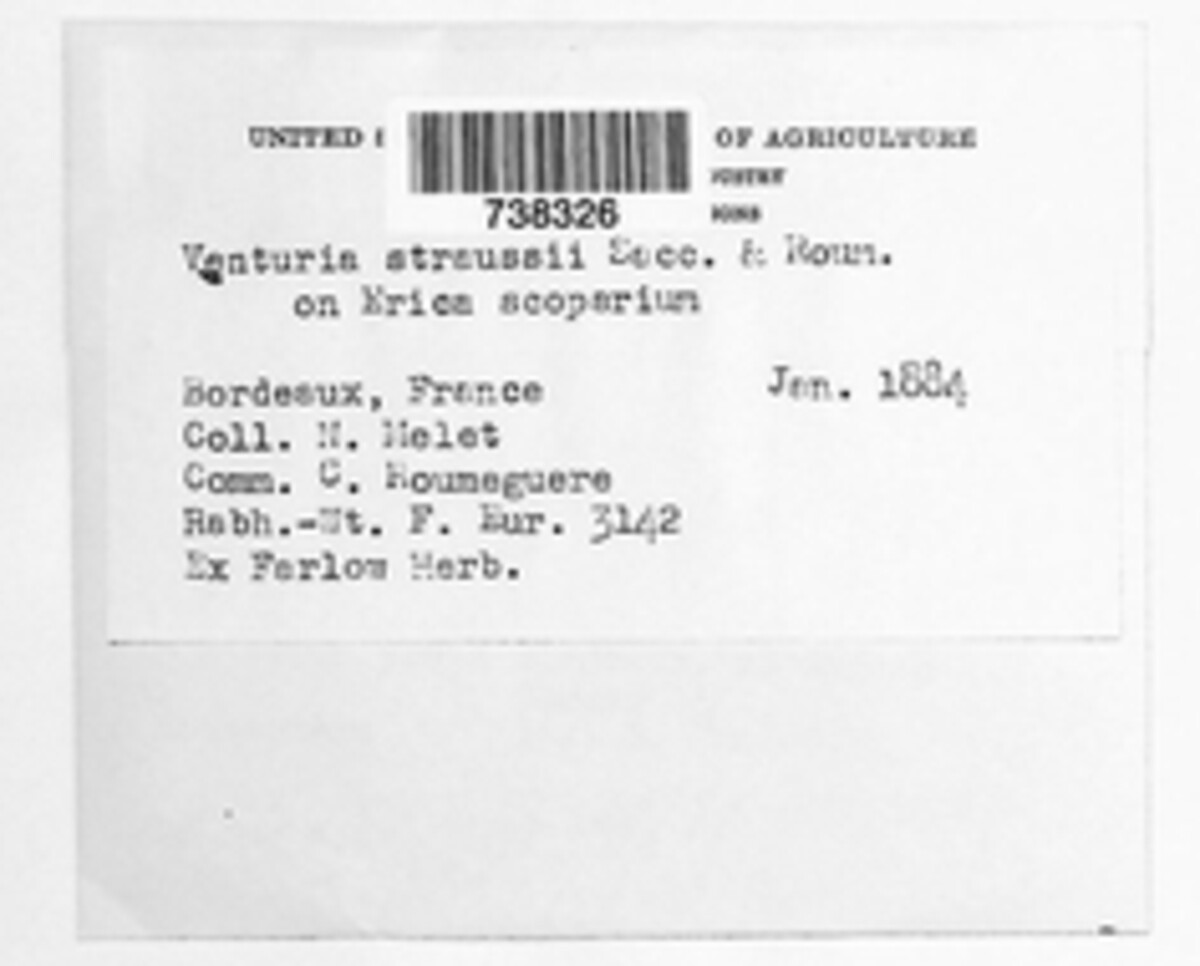 UNITED S OF AGRICULTURE
738326
Venturia straussii Sacc. & Roum.
on Erica scoparium
Bordeaux, France Jan. 1884
Coll. Melet
Comm. C. Roumeguere
Rabh.-Wt. F. Eur. 3142
Ex Farlow Herb.